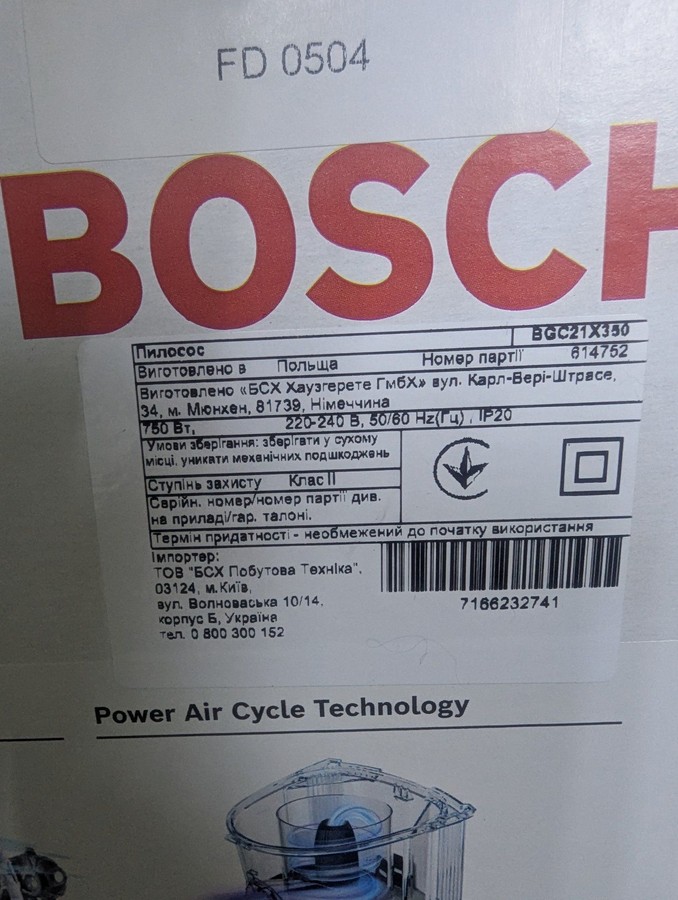 FD 0504
BOSCH
BGC21X350
Пилосос
Виготовлено в Польща Номер партії 614752
Виготовлено «БСХ Хаузгерете ГмбХ» вул. Карл-Вері-Штрасе,
34, м. Мюнхен, 81739, Німеччина
750 Вт, 220-240 В, 50/60 Hz(Гц) , IP20
Умови зберігання: зберігати у сухому
місці, уникати механічних подшкоджень
Ступінь захисту Клас II
Серійн. номер/номер партії див.
на приладі/гар. талоні.
Термін придатності - необмежений до початку використання
Імпортер:
ТОВ "БСХ Побутова Техніка",
03124, м.Київ,
вул. Волноваська 10/14,
корпус Б, Україна
тел. 0 800 300 152
7166232741
Power Air Cycle Technology